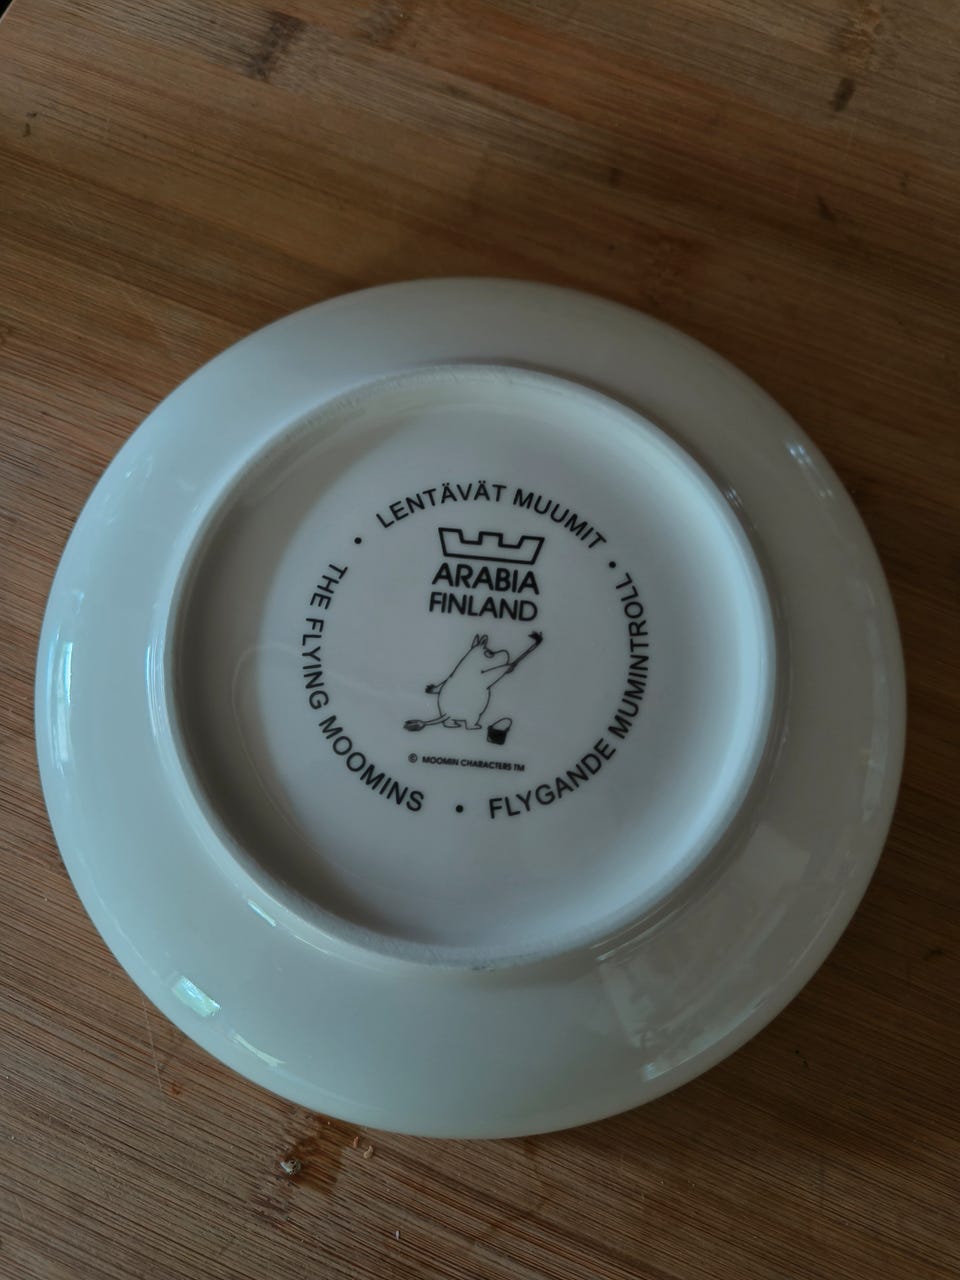 LENTÄVÄT MUUMIT
•
FLYGANDE MUMINTROLL
•
THE FLYING MOOMINS
•
ARABIA
FINLAND
© MOOMIN CHARACTERS TM